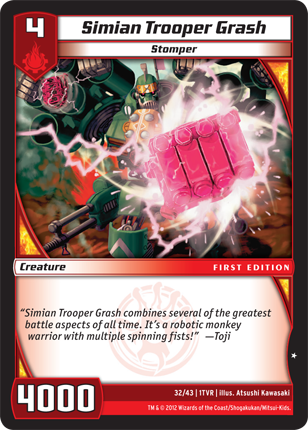 4
Simian Trooper Grash
Stomper
Creature
FIRST EDITION
“Simian Trooper Grash combines several of the greatest
battle aspects of all time. It’s a robotic monkey
warrior with multiple spinning fists!” —Toji
4000
32/43 | 1TVR | illus. Atsushi Kawasaki
TM & © 2012 Wizards of the Coast/Shogakukan/Mitsui-Kids.